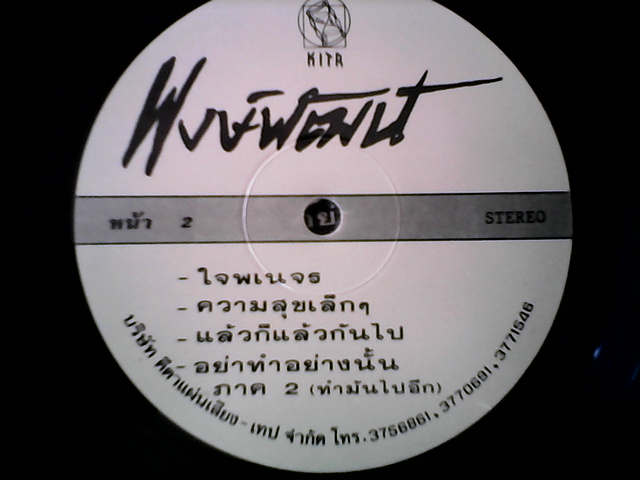 KITA
พงษ์พัฒน์
หน้า 2
STEREO
- ใจพเนจร
- ความสุขเล็กๆ
- แล้วก็แล้วกันไป
- อย่าทำอย่างนั้น
ภาค 2 (ทำมันไปอีก)
บริษัท คีตาแผ่นเสียง-เทป จำกัด โทร.3756861, 3770691, 3771546